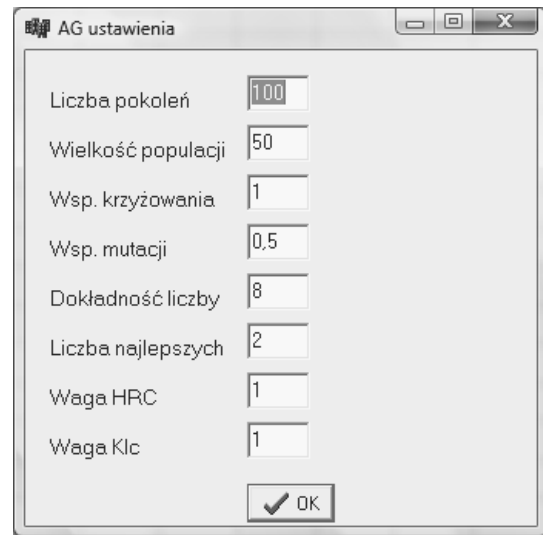 AG ustawienia
Liczba pokoleń 100
Wielkość populacji 50
Wsp. krzyżowania 1
Wsp. mutacji 0,5
Dokładność liczby 8
Liczba najlepszych 2
Waga HRC 1
Waga Klc 1
OK